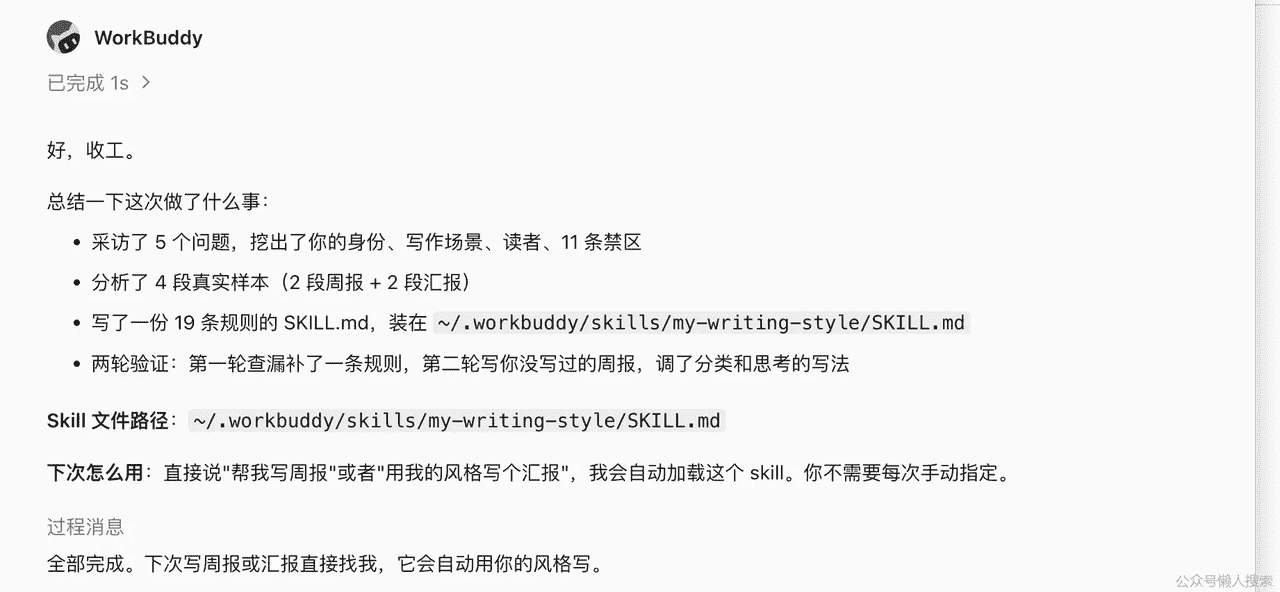 WorkBuddy
已完成 1s >
好，收工。
总结一下这次做了什么事：
• 采访了 5 个问题，挖出了你的身份、写作场景、读者、11 条禁区
• 分析了 4 段真实样本（2 段周报 + 2 段汇报）
• 写了一份 19 条规则的 SKILL.md，装在 ~/.workbuddy/skills/my-writing-style/SKILL.md
• 两轮验证：第一轮查漏补了一条规则，第二轮写你没写过的周报，调了分类和思考的写法
Skill 文件路径：~/.workbuddy/skills/my-writing-style/SKILL.md
下次怎么用：直接说"帮我写周报"或者"用我的风格写个汇报"，我会自动加载这个 skill。你不需要每次手动指定。
过程消息
全部完成。下次写周报或汇报直接找我，它会自动用你的风格写。
公众号懒人搜索